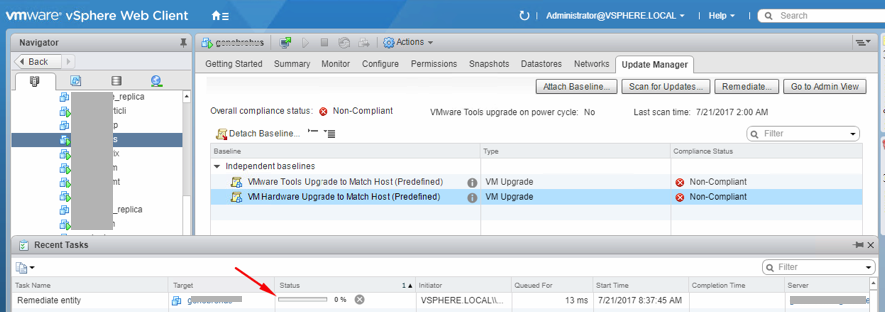 vmware® vSphere Web Client
Administrator@VSPHERE.LOCAL
Help
Search
Navigator
Back
e_replica
rticli
p
s
ix
m
mt
_replica
n
Actions
Getting Started Summary Monitor Configure Permissions Snapshots Datastores Networks Update Manager
Attach Baseline... Scan for Updates... Remediate... Go to Admin View
Overall compliance status: Non-Compliant VMware Tools upgrade on power cycle: No Last scan time: 7/21/2017 2:00 AM
Detach Baseline... Filter
Baseline Type Compliance Status
Independent baselines
VMware Tools Upgrade to Match Host (Predefined) VM Upgrade Non-Compliant
VM Hardware Upgrade to Match Host (Predefined) VM Upgrade Non-Compliant
Recent Tasks
Filter
Task Name Target Status 1 Initiator Queued For Start Time Completion Time Server
Remediate entity 0 % VSPHERE.LOCAL\\... 13 ms 7/21/2017 8:37:45 AM